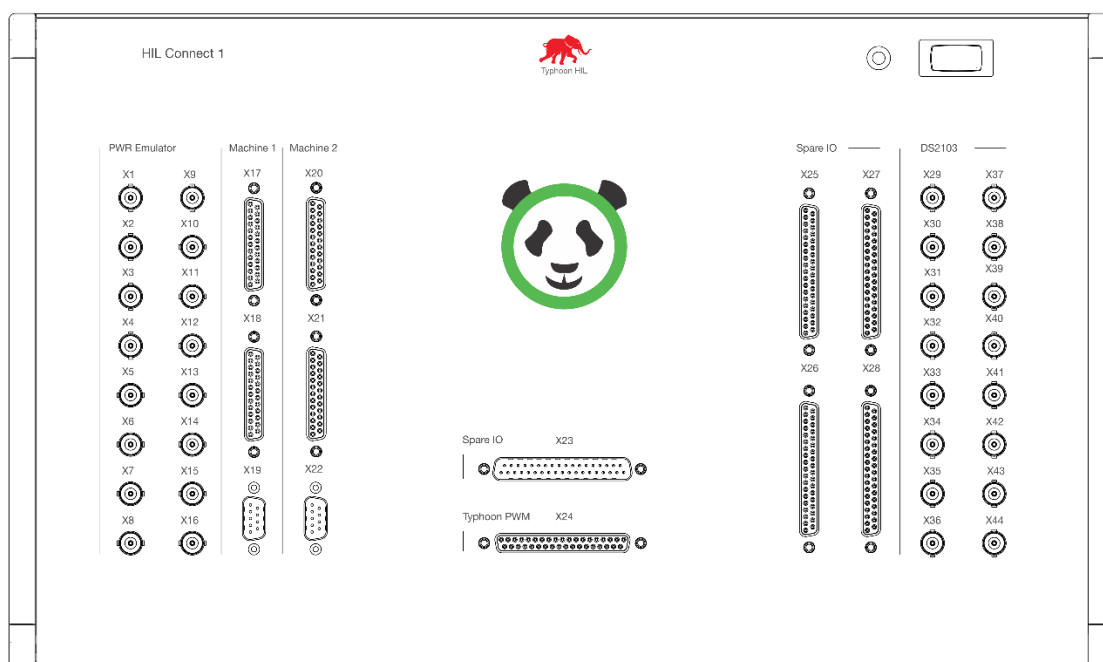 HIL Connect 1
Typhoon HIL
PWR Emulator
Machine 1
Machine 2
Spare IO
DS2103
X1 X9 X17 X20 X25 X27 X29 X37
X2 X10 X30 X38
X3 X11 X31 X39
X4 X12 X18 X21 X32 X40
X5 X13 X26 X28 X33 X41
X6 X14 X34 X42
Spare IO X23
X7 X15 X19 X22 X35 X43
X8 X16 X36 X44
Typhoon PWM X24